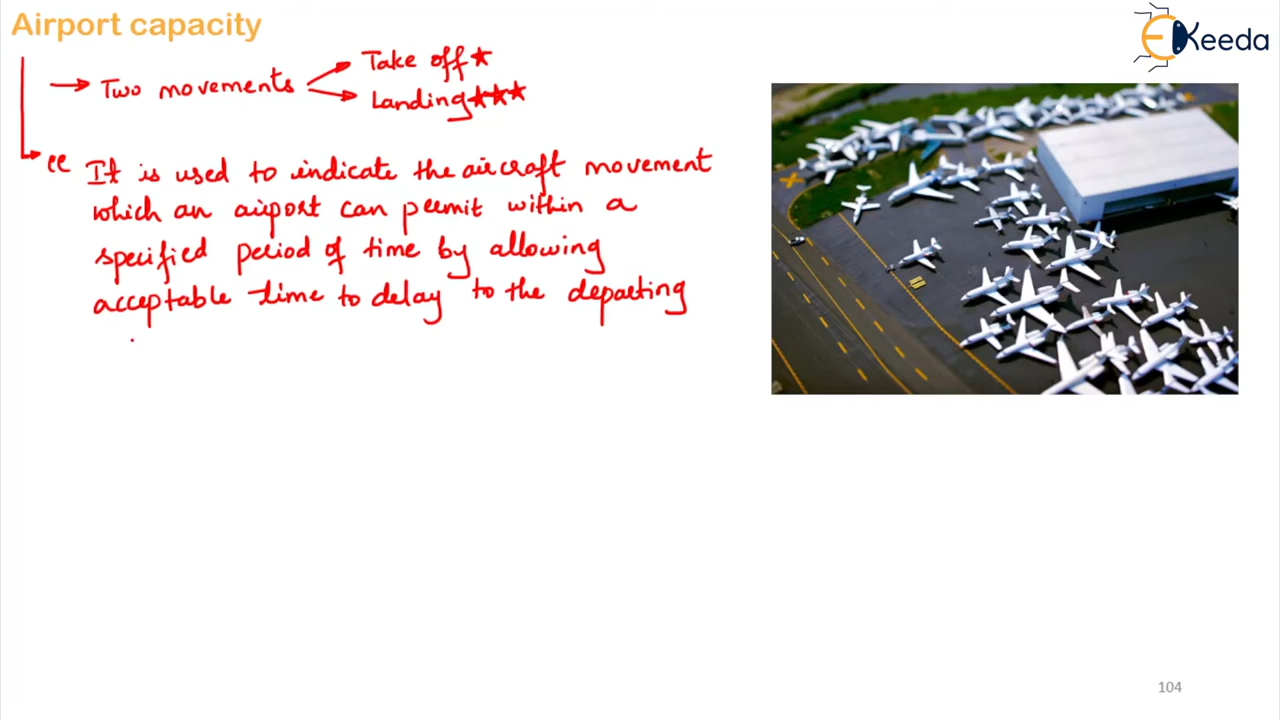 Airport capacity
EKeeda
→ Two movements
Take off★
Landing★★★
“ It is used to indicate the aircraft movement
which an airport can permit within a
specified period of time by allowing
acceptable time to delay to the departing
104